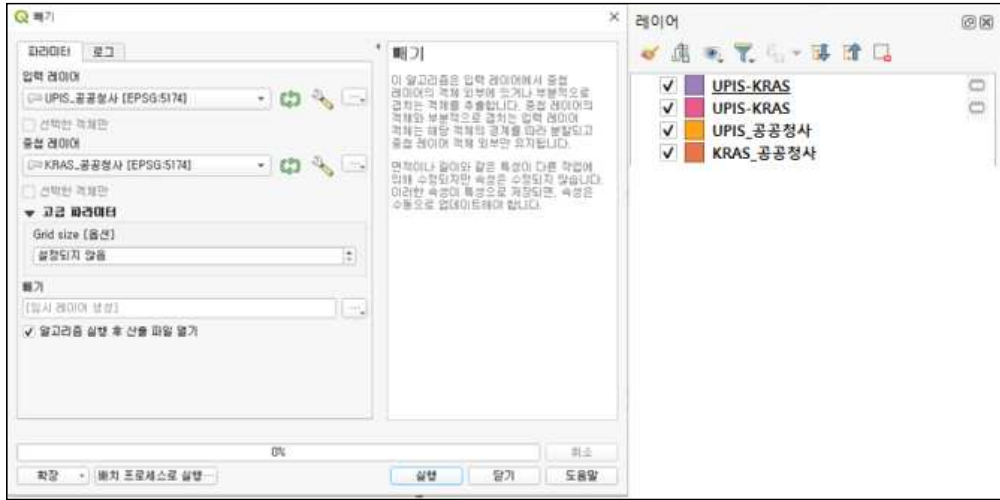 빼기
파라미터 로그
입력 레이어
UPIS_공공청사 [EPSG:5174]
선택한 객체만
중첩 레이어
KRAS_공공청사 [EPSG:5174]
선택한 객체만
고급 파라미터
Grid size [옵션]
설정되지 않음
빼기
[임시 레이어 생성]
알고리즘 실행 후 산출 파일 열기
빼기
이 알고리즘은 입력 레이어에서 중첩
레이어의 객체 외부에 있거나 부분적으로
겹치는 객체를 추출합니다. 중첩 레이어의
객체와 부분적으로 겹치는 입력 레이어
객체는 해당 객체의 경계를 따라 분할되고
중첩 레이어 객체 외부만 유지됩니다.
면적이나 길이와 같은 특성이 다른 작업에
의해 수정되지만 속성은 수정되지 않습니다.
이러한 속성이 특성으로 저장되면, 속성은
수동으로 업데이트해야 합니다.
0%
취소
확장
배치 프로세스로 실행…
실행
닫기
도움말
레이어
UPIS-KRAS
UPIS-KRAS
UPIS_공공청사
KRAS_공공청사